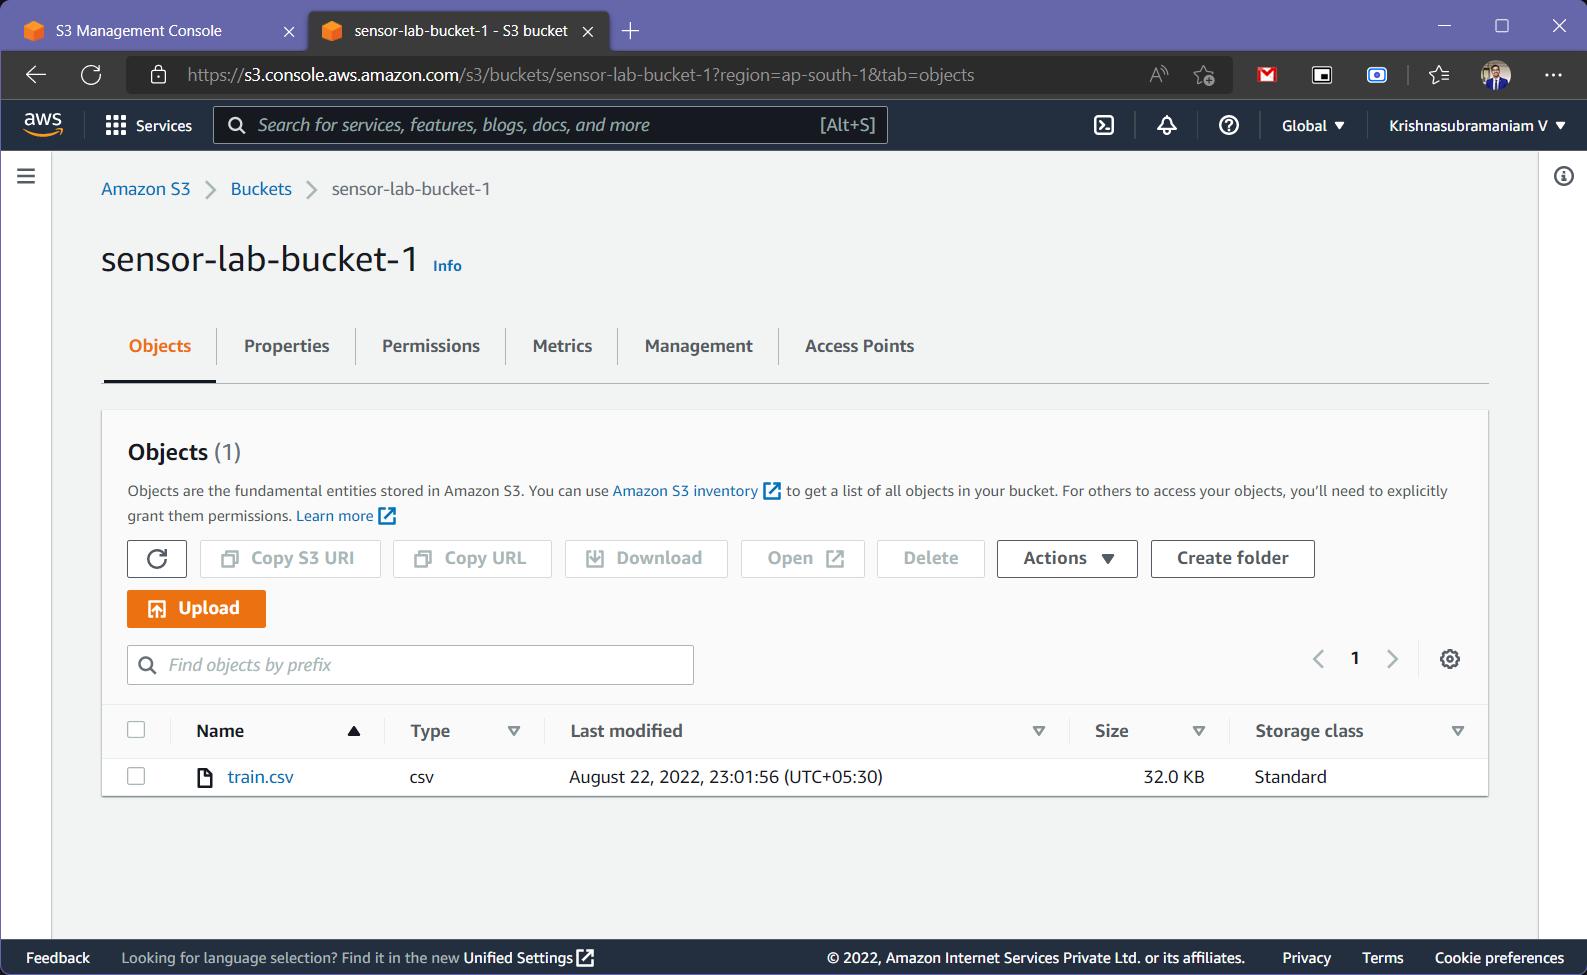 S3 Management Console
sensor-lab-bucket-1 - S3 bucket
https://s3.console.aws.amazon.com/s3/buckets/sensor-lab-bucket-1?region=ap-south-1&tab=objects
aws
Services
Search for services, features, blogs, docs, and more [Alt+S]
Global
Krishnasubramaniam V
Amazon S3 Buckets sensor-lab-bucket-1
sensor-lab-bucket-1 Info
Objects Properties Permissions Metrics Management Access Points
Objects (1)
Objects are the fundamental entities stored in Amazon S3. You can use Amazon S3 inventory to get a list of all objects in your bucket. For others to access your objects, you’ll need to explicitly
grant them permissions. Learn more
Copy S3 URI Copy URL Download Open Delete Actions Create folder
Upload
Find objects by prefix
1
Name Type Last modified Size Storage class
train.csv csv August 22, 2022, 23:01:56 (UTC+05:30) 32.0 KB Standard
Feedback Looking for language selection? Find it in the new Unified Settings © 2022, Amazon Internet Services Private Ltd. or its affiliates. Privacy Terms Cookie preferences